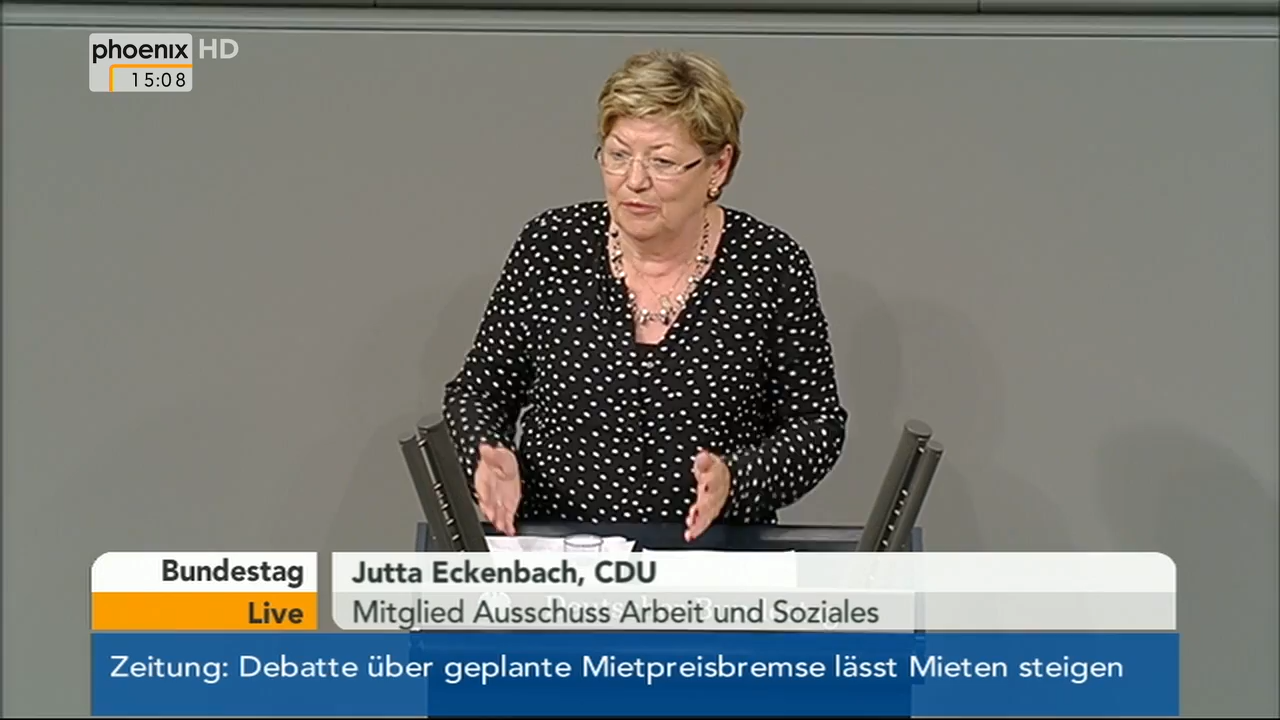 phoenix HD
15:08
Bundestag
Jutta Eckenbach, CDU
Live
Mitglied Ausschuss Arbeit und Soziales
Zeitung: Debatte über geplante Mietpreisbremse lässt Mieten steigen